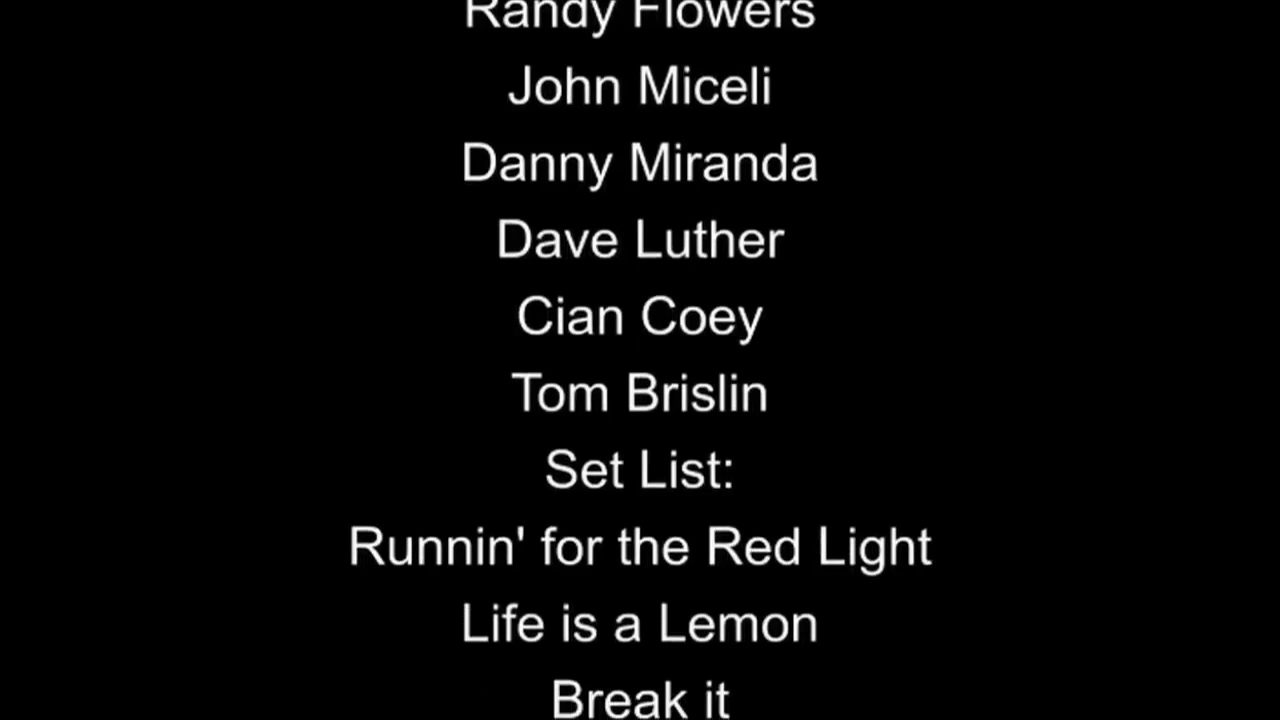 Randy Flowers
John Miceli
Danny Miranda
Dave Luther
Cian Coey
Tom Brislin
Set List:
Runnin' for the Red Light
Life is a Lemon
Break it